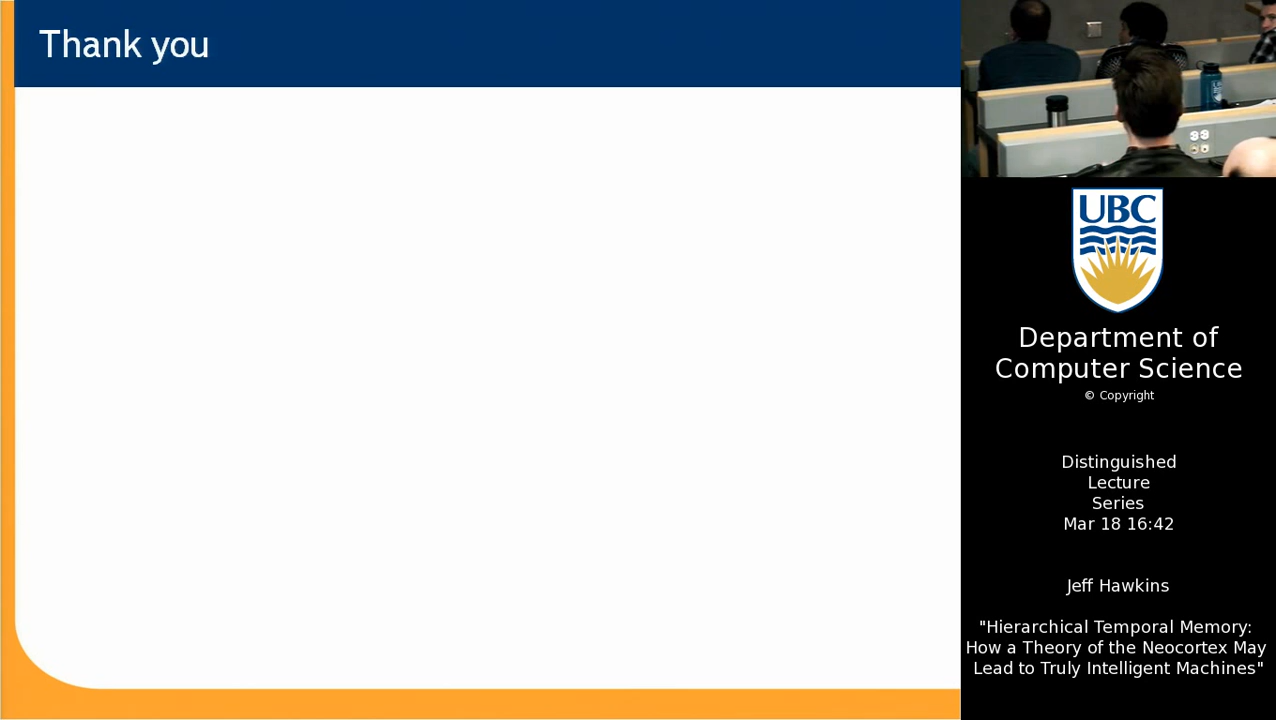 Thank you
UBC
Department of
Computer Science
© Copyright
Distinguished
Lecture
Series
Mar 18 16:42
Jeff Hawkins
"Hierarchical Temporal Memory:
How a Theory of the Neocortex May
Lead to Truly Intelligent Machines"